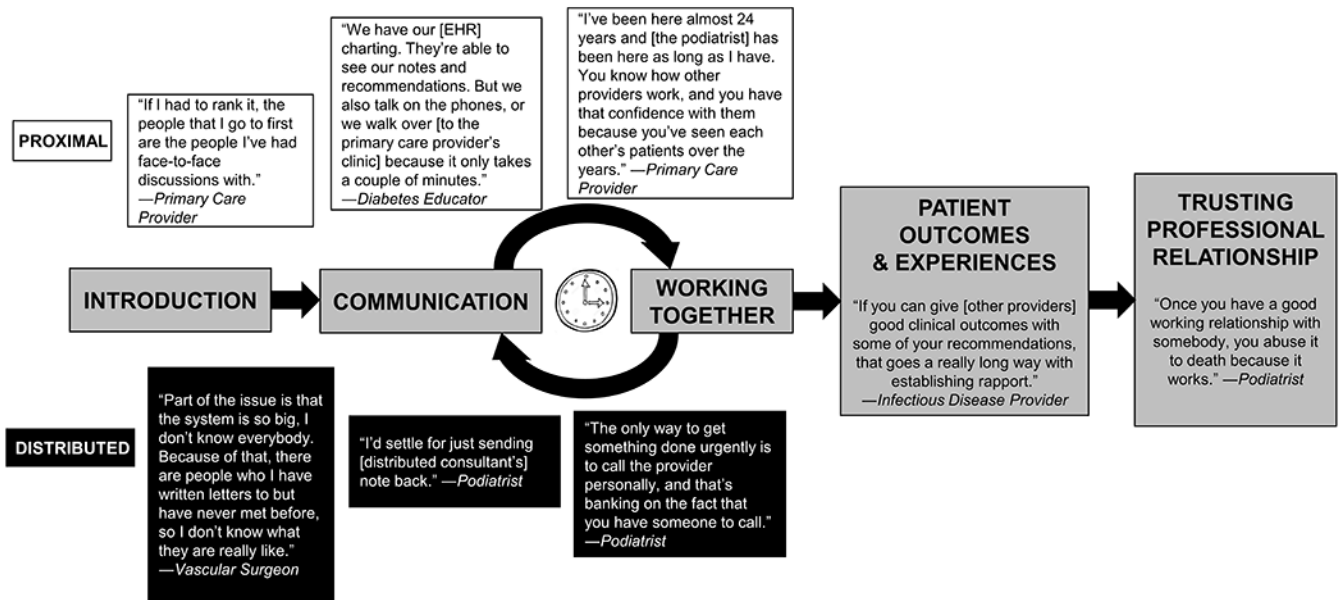 PROXIMAL
“If I had to rank it, the
people that I go to first
are the people I’ve had
face-to-face
discussions with.”
—Primary Care
Provider
“We have our [EHR]
charting. They’re able to
see our notes and
recommendations. But we
also talk on the phones, or
we walk over [to the
primary care provider’s
clinic] because it only takes
a couple of minutes.”
—Diabetes Educator
“I’ve been here almost 24
years and [the podiatrist] has
been here as long as I have.
You know how other
providers work, and you have
that confidence with them
because you’ve seen each
other’s patients over the
years.” —Primary Care
Provider
INTRODUCTION
COMMUNICATION
WORKING
TOGETHER
PATIENT
OUTCOMES
& EXPERIENCES
“If you can give [other providers]
good clinical outcomes with
some of your recommendations,
that goes a really long way with
establishing rapport.”
—Infectious Disease Provider
TRUSTING
PROFESSIONAL
RELATIONSHIP
“Once you have a good
working relationship with
somebody, you abuse it
to death because it
works.” —Podiatrist
DISTRIBUTED
“Part of the issue is that
the system is so big, I
don’t know everybody.
Because of that, there
are people who I have
written letters to but
have never met before,
so I don’t know what
they are really like.”
—Vascular Surgeon
“I’d settle for just sending
[distributed consultant’s]
note back.” —Podiatrist
“The only way to get
something done urgently is
to call the provider
personally, and that’s
banking on the fact that
you have someone to call.”
—Podiatrist